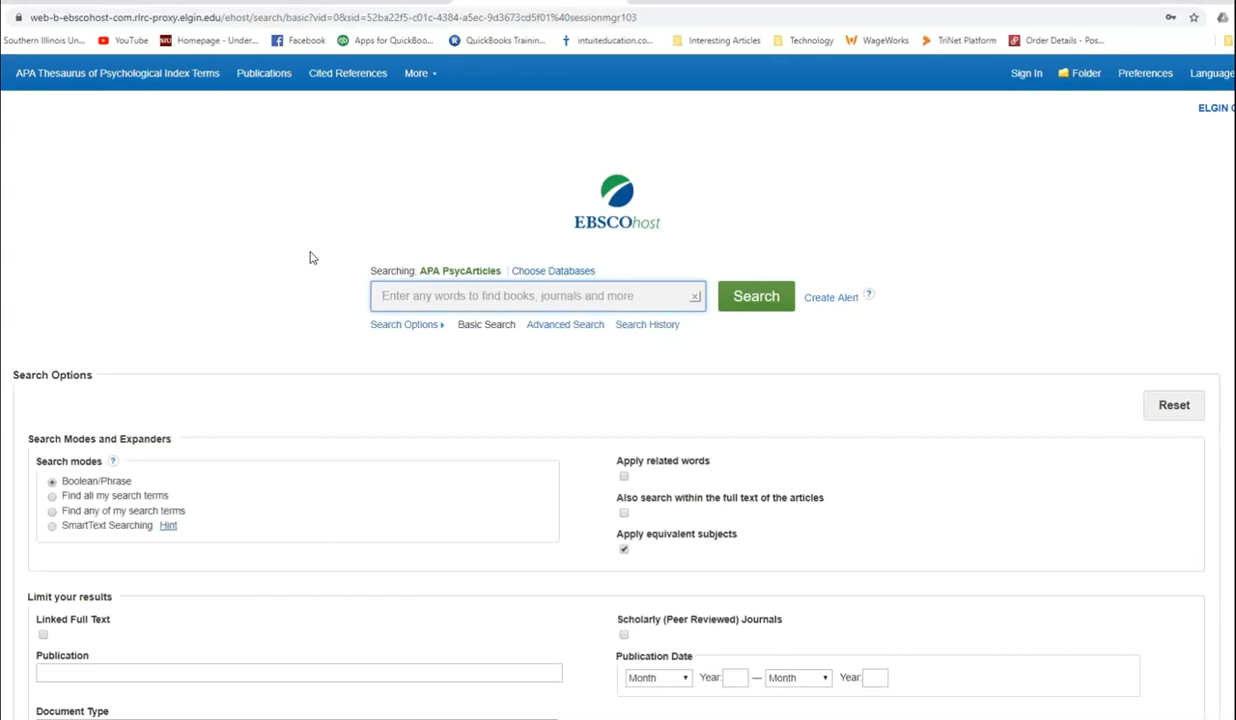 web-b-ebscohost-com.rlrc-proxy.elgin.edu/ehost/search/basic?vid=0&sid=52ba22f5-c01c-4384-a5ec-9d3673cd5f01%40sessionmgr103
Southern Illinois Un... YouTube SIU Homepage - Under... Facebook qb Apps for QuickBoo... QuickBooks Trainin... intuiteducation.co... Interesting Articles Technology WageWorks TriNet Platform Order Details - Pos...
APA Thesaurus of Psychological Index Terms Publications Cited References More Sign In Folder Preferences Language
ELGIN C
EBSCOhost
Searching: APA PsycArticles | Choose Databases
Enter any words to find books, journals and more x Search Create Alert ?
Search Options Basic Search Advanced Search Search History
Search Options
Reset
Search Modes and Expanders
Search modes ? Apply related words
Boolean/Phrase
Find all my search terms Also search within the full text of the articles
Find any of my search terms
SmartText Searching Hint Apply equivalent subjects
Limit your results
Linked Full Text Scholarly (Peer Reviewed) Journals
Publication Publication Date
Month Year: — Month Year:
Document Type